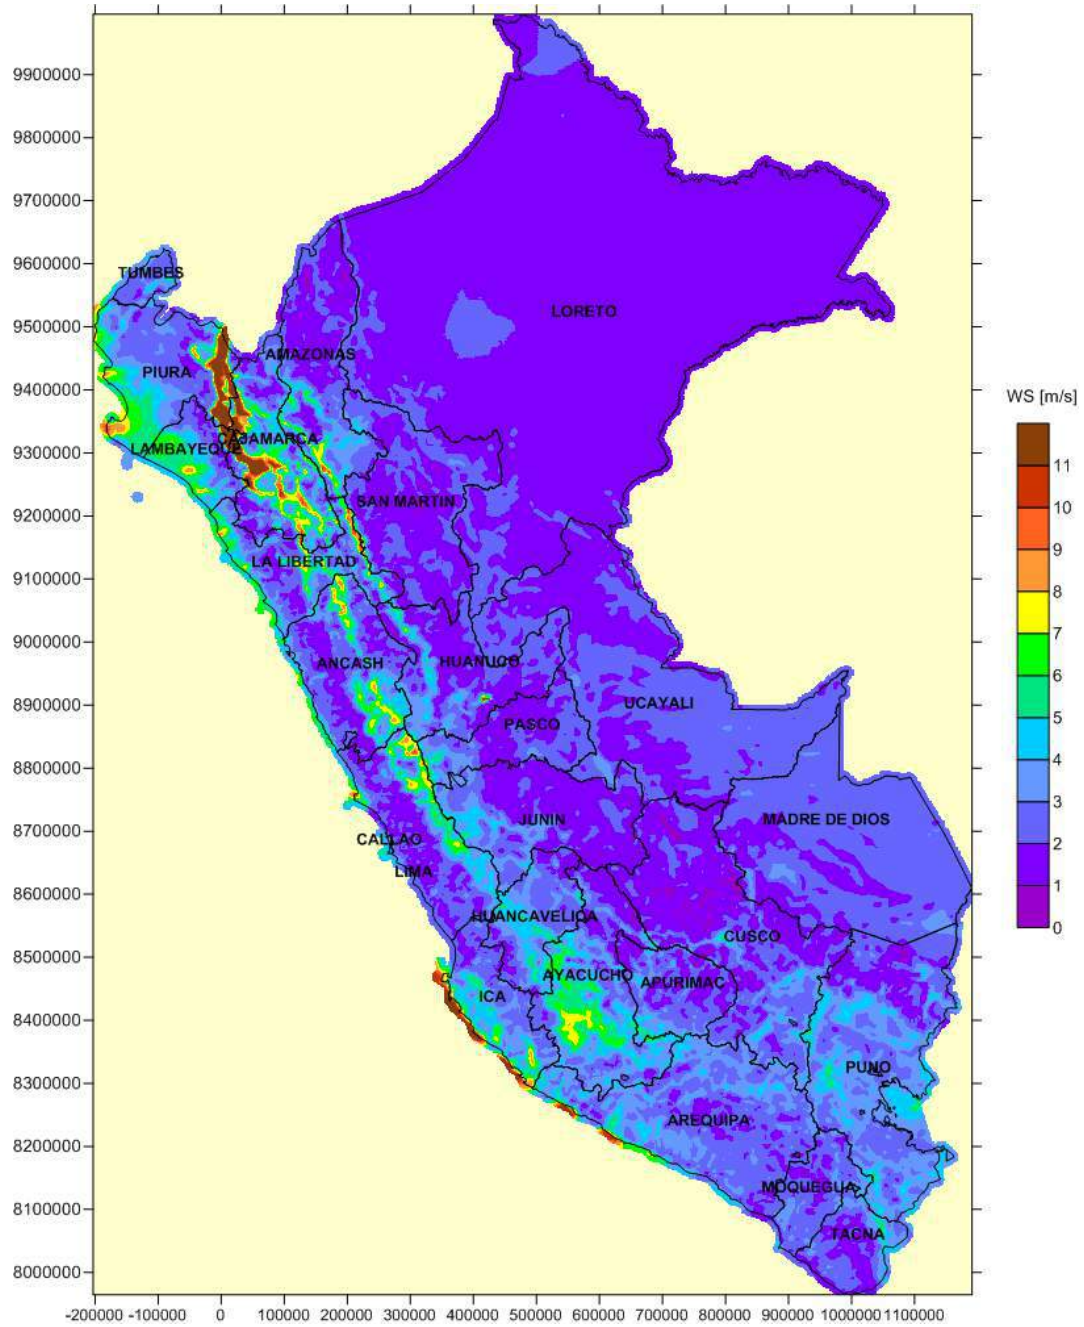 9900000
9800000
9700000
9600000
TUMBES
9500000
LORETO
AMAZONAS
PIURA
9400000
WS [m/s]
CAJAMARCA
LAMBAYEQUE
9300000
11
SAN MARTIN
10
9200000
9
LA LIBERTAD
8
9100000
7
9000000
6
ANCASH
HUANUCO
5
UCAYALI
8900000
PASCO
4
8800000
3
JUNIN
MADRE DE DIOS
2
8700000
CALLAO
1
LIMA
8600000
0
HUANCAVELICA
CUSCO
8500000
AYACUCHO
APURIMAC
ICA
8400000
PUNO
8300000
AREQUIPA
8200000
MOQUEGUA
8100000
TACNA
8000000
-200000 -100000 0 100000 200000 300000 400000 500000 600000 700000 800000 900000 1000000 1100000